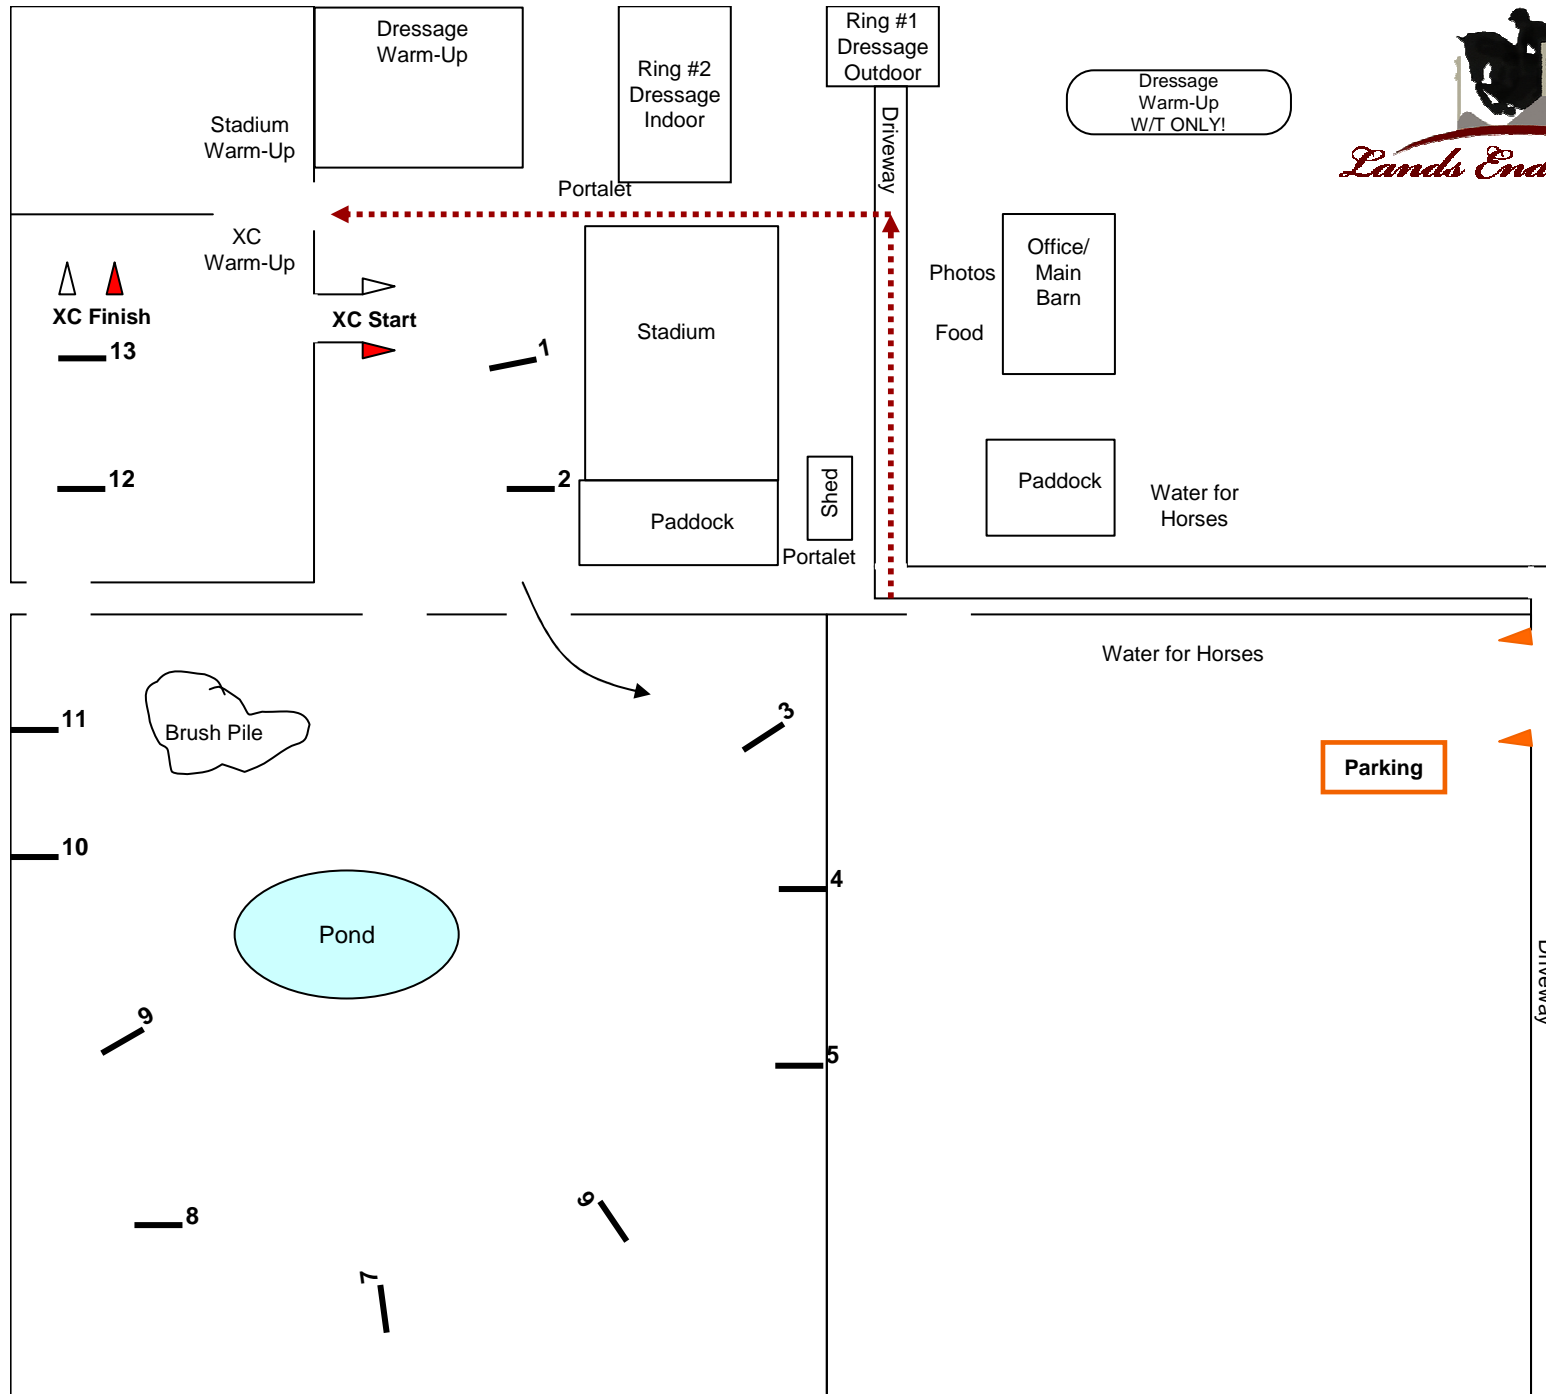 Dressage
Warm-Up
Ring #2
Dressage
Indoor
Ring #1
Dressage
Outdoor
Dressage
Warm-Up
W/T ONLY!
Lands End
Stadium
Warm-Up
Driveway
Portalet
XC
Warm-Up
Office/
Main
Barn
Photos
Food
XC Finish
XC Start
Stadium
13
1
12
2
Paddock
Shed
Portalet
Paddock
Water for
Horses
Water for Horses
11
Brush Pile
3
Parking
10
4
Pond
Driveway
9
5
8
6
7